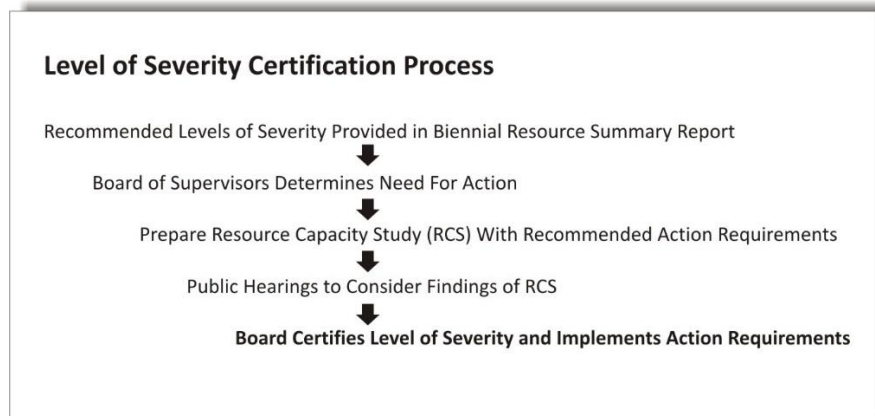 Level of Severity Certification Process
Recommended Levels of Severity Provided in Biennial Resource Summary Report
Board of Supervisors Determines Need For Action
Prepare Resource Capacity Study (RCS) With Recommended Action Requirements
Public Hearings to Consider Findings of RCS
Board Certifies Level of Severity and Implements Action Requirements